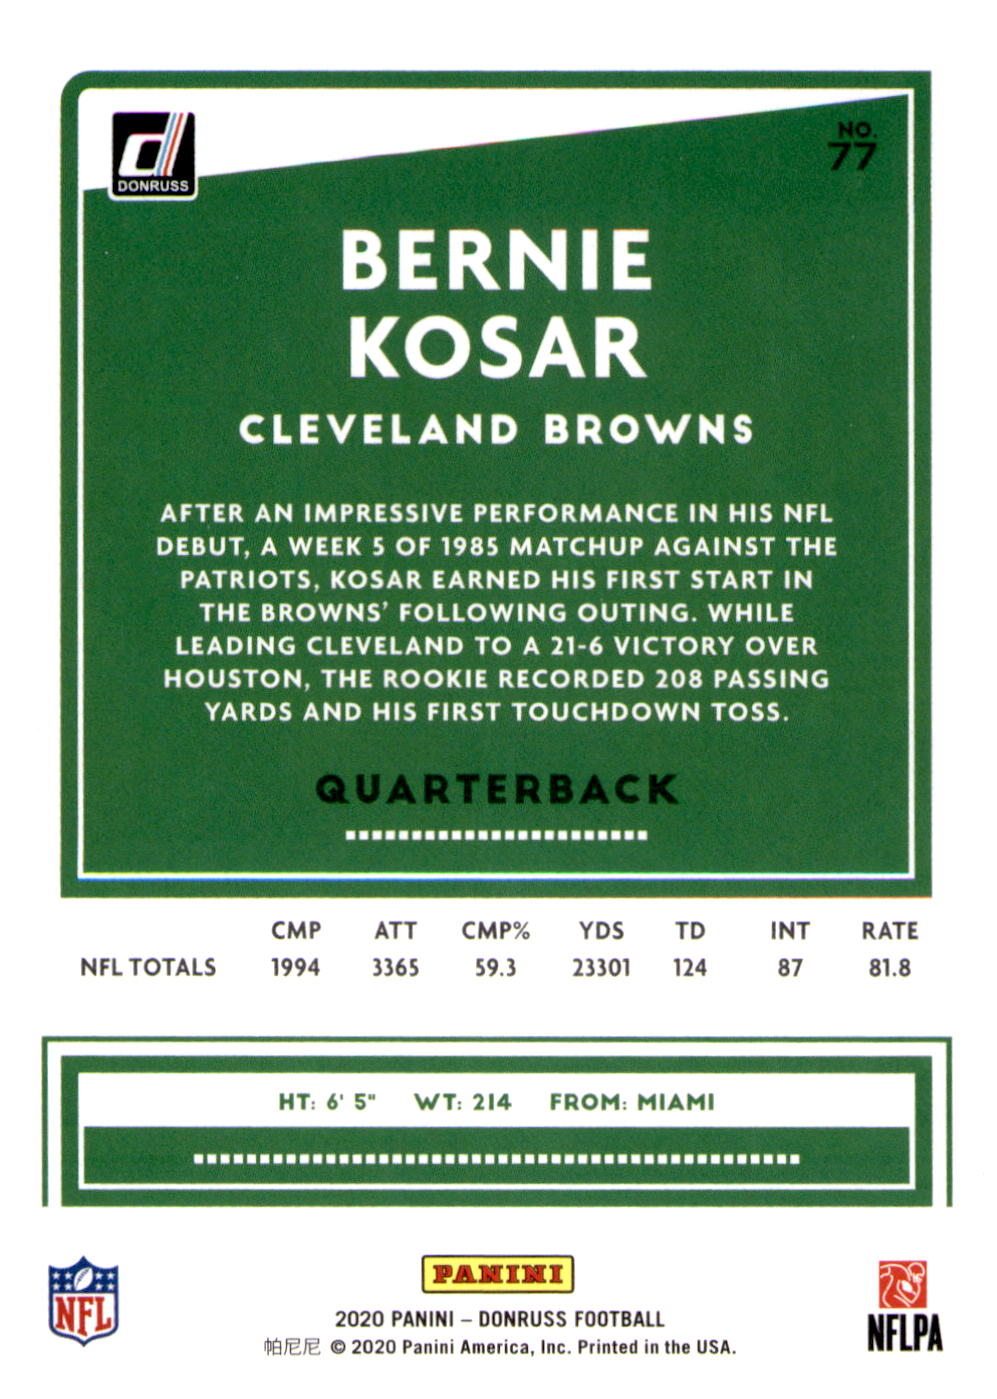 DONRUSS
NO.
77
BERNIE
KOSAR
CLEVELAND BROWNS
AFTER AN IMPRESSIVE PERFORMANCE IN HIS NFL
DEBUT, A WEEK 5 OF 1985 MATCHUP AGAINST THE
PATRIOTS, KOSAR EARNED HIS FIRST START IN
THE BROWNS' FOLLOWING OUTING. WHILE
LEADING CLEVELAND TO A 21-6 VICTORY OVER
HOUSTON, THE ROOKIE RECORDED 208 PASSING
YARDS AND HIS FIRST TOUCHDOWN TOSS.
QUARTERBACK
CMP ATT CMP% YDS TD INT RATE
NFL TOTALS 1994 3365 59.3 23301 124 87 81.8
HT: 6' 5" WT: 214 FROM: MIAMI
NFL
PANINI
NFLPA
2020 PANINI – DONRUSS FOOTBALL
帕尼尼 © 2020 Panini America, Inc. Printed in the USA.